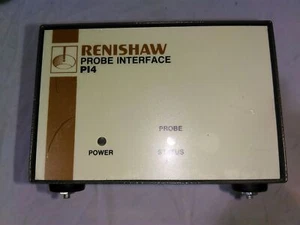 RENISHAW
PROBE INTERFACE
PI4
PROBE
POWER
STATUS